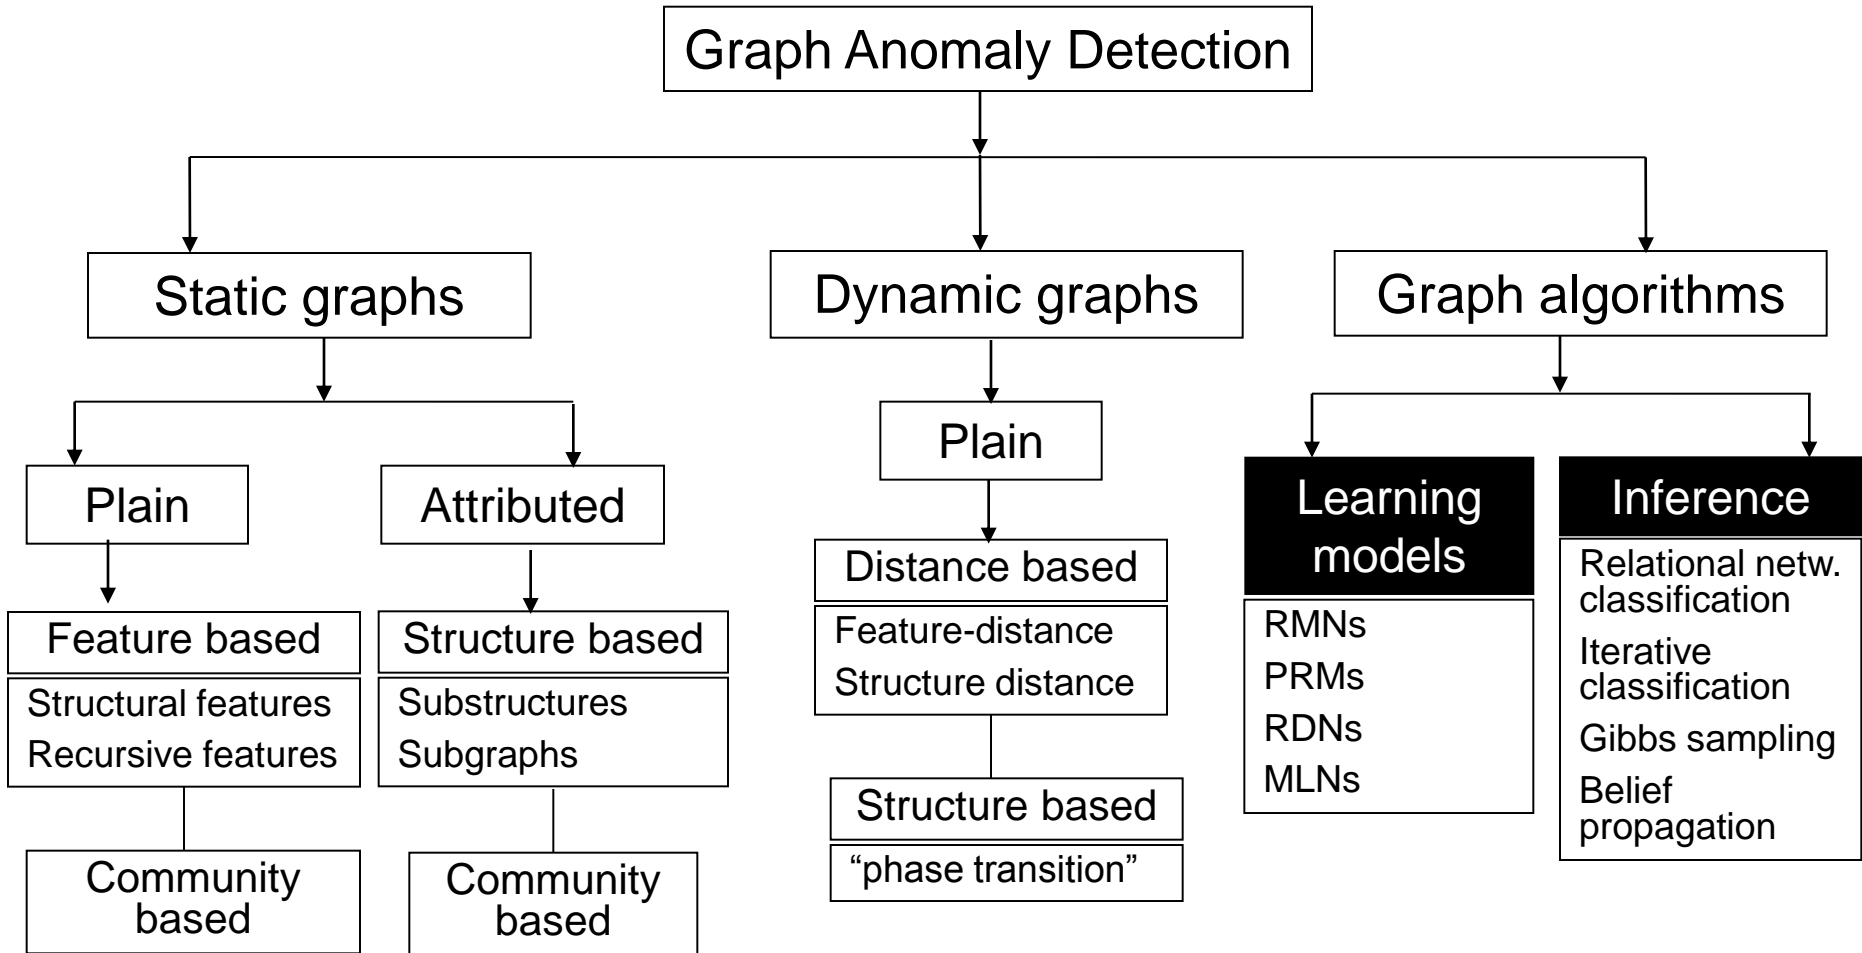 Graph Anomaly Detection
Static graphs
Dynamic graphs
Graph algorithms
Plain
Attributed
Plain
Learning
models
Inference
Feature based
Structural features
Recursive features
Community
based
Structure based
Substructures
Subgraphs
Community
based
Distance based
Feature-distance
Structure distance
Structure based
“phase transition”
RMNs
PRMs
RDNs
MLNs
Relational netw.
classification
Iterative
classification
Gibbs sampling
Belief
propagation